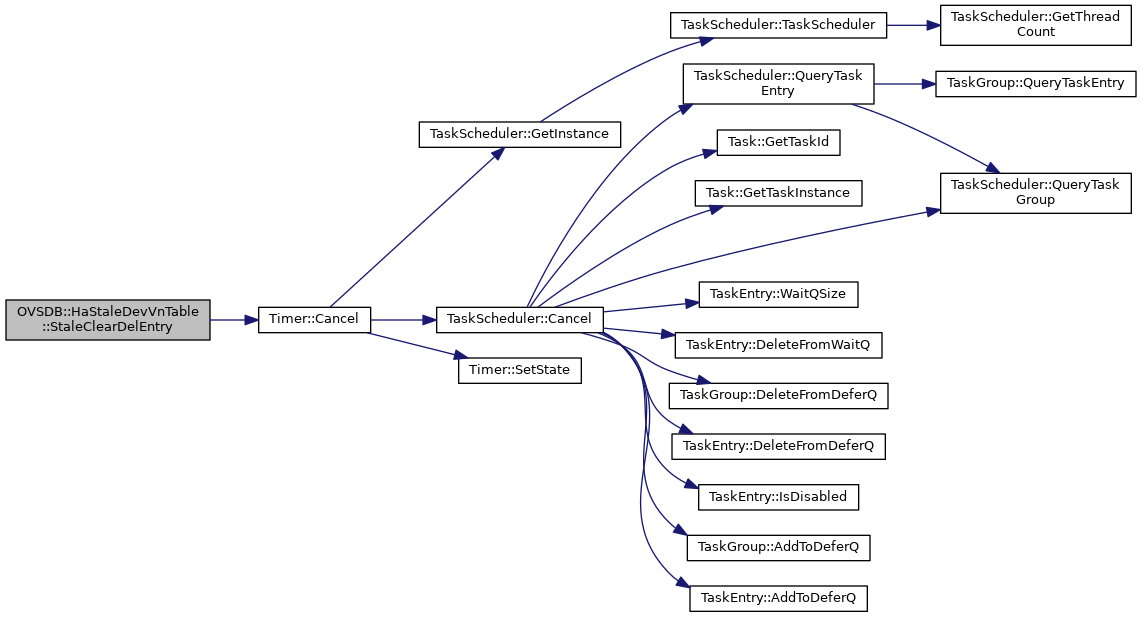 TaskScheduler::TaskScheduler
TaskScheduler::GetThread
Count
TaskScheduler::QueryTask
Entry
TaskGroup::QueryTaskEntry
TaskScheduler::GetInstance
Task::GetTaskId
Task::GetTaskInstance
TaskScheduler::QueryTask
Group
OVSDB::HaStaleDevVnTable
::StaleClearDelEntry
Timer::Cancel
TaskScheduler::Cancel
TaskEntry::WaitQSize
TaskEntry::DeleteFromWaitQ
Timer::SetState
TaskGroup::DeleteFromDeferQ
TaskEntry::DeleteFromDeferQ
TaskEntry::IsDisabled
TaskGroup::AddToDeferQ
TaskEntry::AddToDeferQ